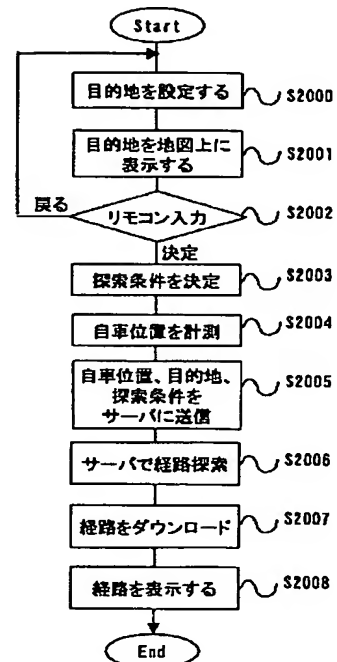 Start
目的地を設定する
S2000
目的地を地図上に
表示する
S2001
戻る
リモコン入力
S2002
決定
探索条件を決定
S2003
自車位置を計測
S2004
自車位置、目的地、
探索条件を
サーバに送信
S2005
サーバで経路探索
S2006
経路をダウンロード
S2007
経路を表示する
S2008
End